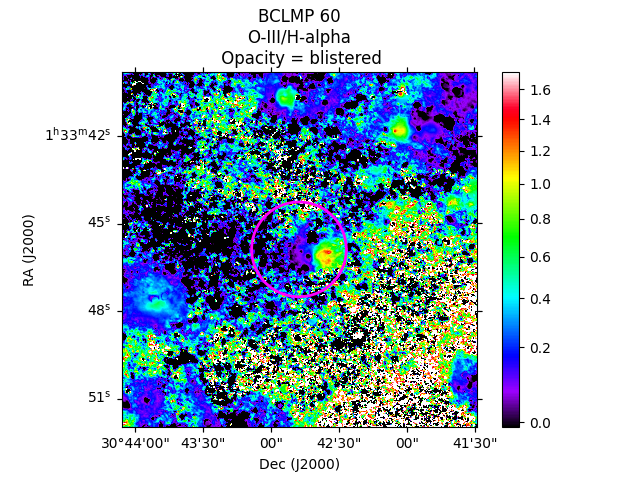 BCLMP 60
O-III/H-alpha
Opacity = blistered
1h33m42s
45s
48s
51s
RA (J2000)
30°44'00" 43'30" 00" 42'30" 00" 41'30"
Dec (J2000)
1.6
1.4
1.2
1.0
0.8
0.6
0.4
0.2
0.0